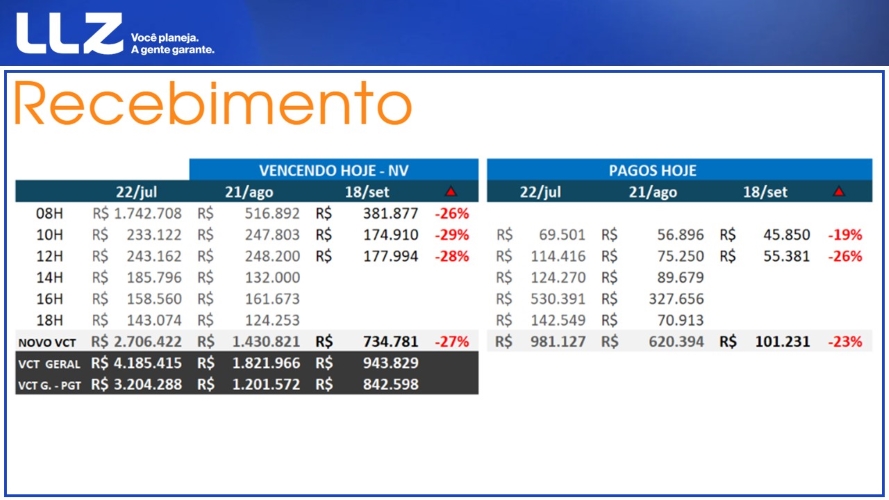 LLZ
Você planeja.
A gente garante.
Recebimento
VENCENDO HOJE - NV PAGOS HOJE
22/jul 21/ago 18/set ▲ 22/jul 21/ago 18/set ▲
08H R$ 1.742.708 R$ 516.892 R$ 381.877 -26%
10H R$ 233.122 R$ 247.803 R$ 174.910 -29% R$ 69.501 R$ 56.896 R$ 45.850 -19%
12H R$ 243.162 R$ 248.200 R$ 177.994 -28% R$ 114.416 R$ 75.250 R$ 55.381 -26%
14H R$ 185.796 R$ 132.000 R$ 124.270 R$ 89.679
16H R$ 158.560 R$ 161.673 R$ 530.391 R$ 327.656
18H R$ 143.074 R$ 124.253 R$ 142.549 R$ 70.913
NOVO VCT R$ 2.706.422 R$ 1.430.821 R$ 734.781 -27% R$ 981.127 R$ 620.394 R$ 101.231 -23%
VCT GERAL R$ 4.185.415 R$ 1.821.966 R$ 943.829
VCT G. - PGT R$ 3.204.288 R$ 1.201.572 R$ 842.598